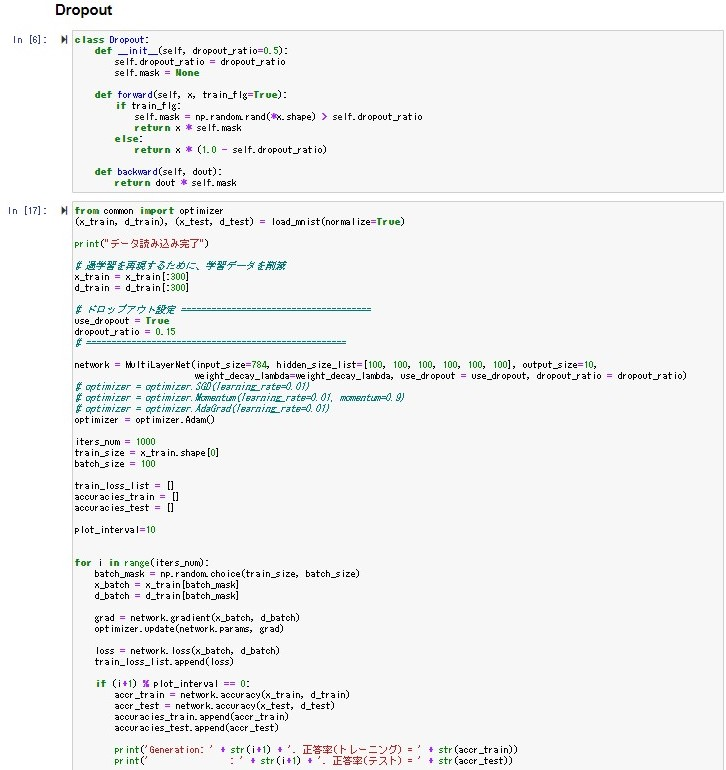 Dropout
In [6]:
class Dropout:
    def __init__(self, dropout_ratio=0.5):
        self.dropout_ratio = dropout_ratio
        self.mask = None
    def forward(self, x, train_flg=True):
        if train_flg:
            self.mask = np.random.rand(*x.shape) > self.dropout_ratio
            return x * self.mask
        else:
            return x * (1.0 - self.dropout_ratio)
    def backward(self, dout):
        return dout * self.mask
In [17]:
from common import optimizer
(x_train, d_train), (x_test, d_test) = load_mnist(normalize=True)
print("データ読み込み完了")
# 過学習を再現するために、学習データを削減
x_train = x_train[:300]
d_train = d_train[:300]
# ドロップアウト設定 ======================================
use_dropout = True
dropout_ratio = 0.15
# ====================================================
network = MultiLayerNet(input_size=784, hidden_size_list=[100, 100, 100, 100, 100, 100], output_size=10,
                        weight_decay_lambda=weight_decay_lambda, use_dropout = use_dropout, dropout_ratio = dropout_ratio)
# optimizer = optimizer.SGD(learning_rate=0.01)
# optimizer = optimizer.Momentum(learning_rate=0.01, momentum=0.9)
# optimizer = optimizer.AdaGrad(learning_rate=0.01)
optimizer = optimizer.Adam()
iters_num = 1000
train_size = x_train.shape[0]
batch_size = 100
train_loss_list = []
accuracies_train = []
accuracies_test = []
plot_interval=10
for i in range(iters_num):
    batch_mask = np.random.choice(train_size, batch_size)
    x_batch = x_train[batch_mask]
    d_batch = d_train[batch_mask]
    grad = network.gradient(x_batch, d_batch)
    optimizer.update(network.params, grad)
    loss = network.loss(x_batch, d_batch)
    train_loss_list.append(loss)
    if (i+1) % plot_interval == 0:
        accr_train = network.accuracy(x_train, d_train)
        accr_test = network.accuracy(x_test, d_test)
        accuracies_train.append(accr_train)
        accuracies_test.append(accr_test)
        print('Generation: ' + str(i+1) + '. 正答率(トレーニング) = ' + str(accr_train))
        print('                : ' + str(i+1) + '. 正答率(テスト) = ' + str(accr_test))